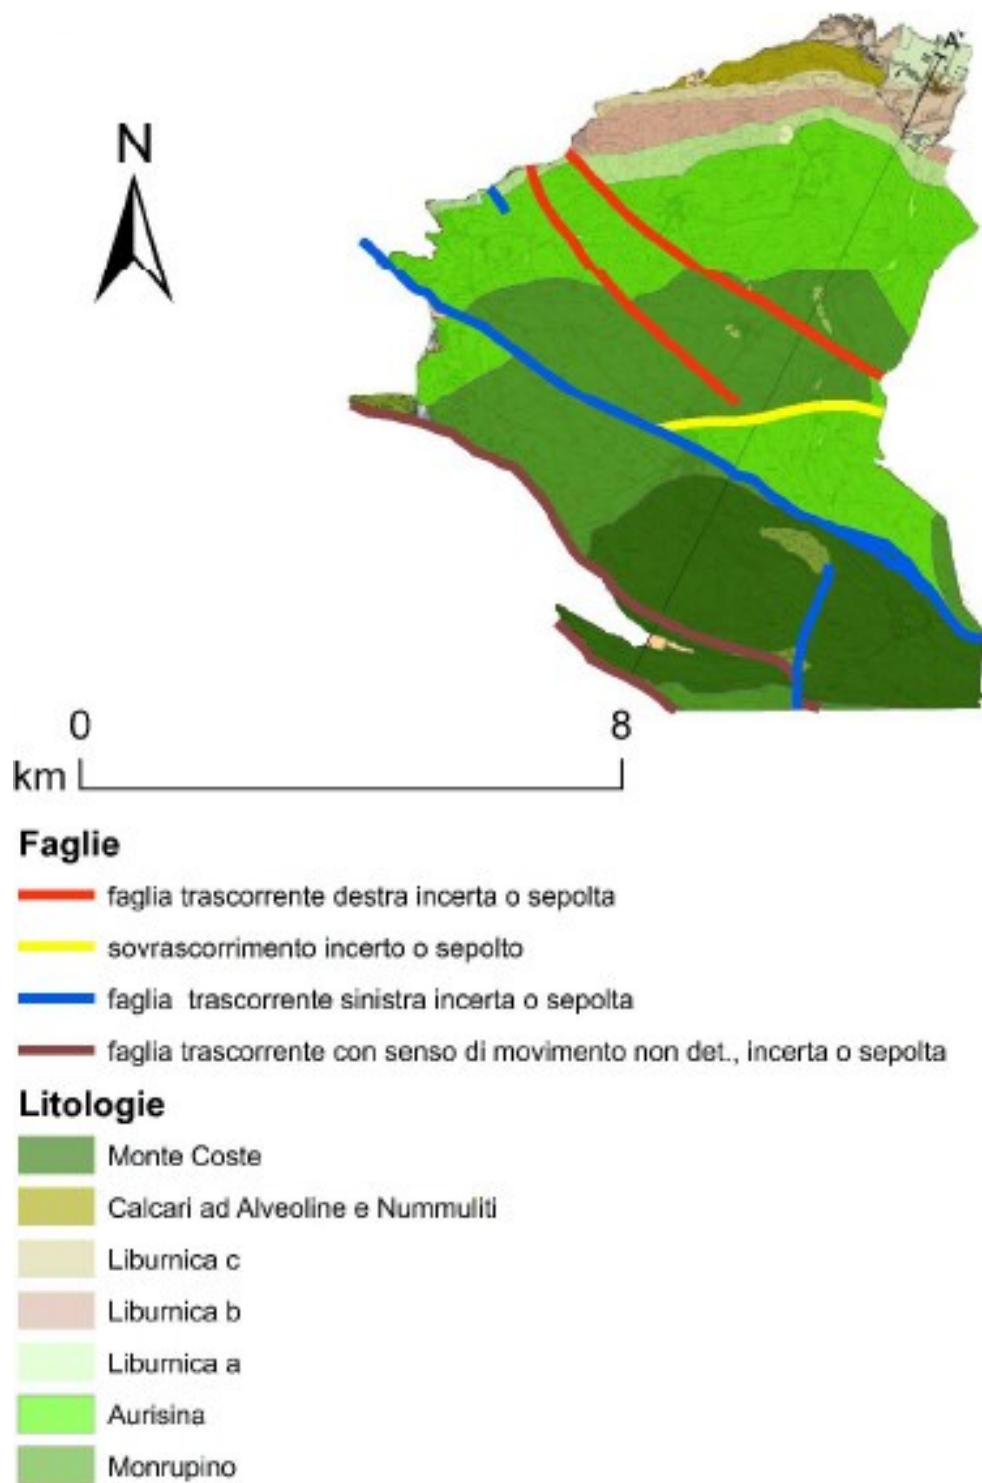 A'
N
0 8
km
Faglie
faglia trascorrente destra incerta o sepolta
sovrascorrimento incerto o sepolto
faglia trascorrente sinistra incerta o sepolta
faglia trascorrente con senso di movimento non det., incerta o sepolta
Litologie
Monte Coste
Calcari ad Alveoline e Nummuliti
Liburnica c
Liburnica b
Liburnica a
Aurisina
Monrupino